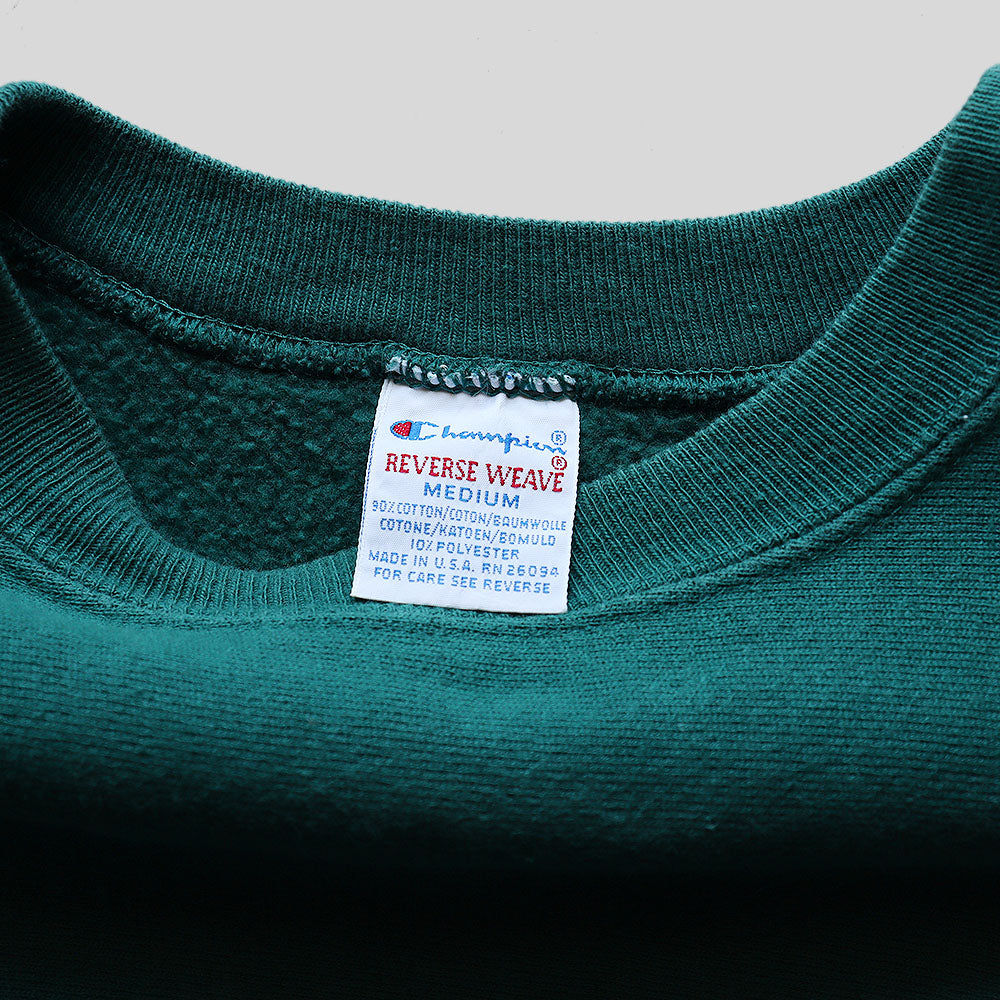 Champion®
REVERSE WEAVE®
MEDIUM
90% COTTON/COTON/BAUMWOLLE
COTONE/KATOEN/BOMULD
10% POLYESTER
MADE IN U.S.A. RN 26094
FOR CARE SEE REVERSE